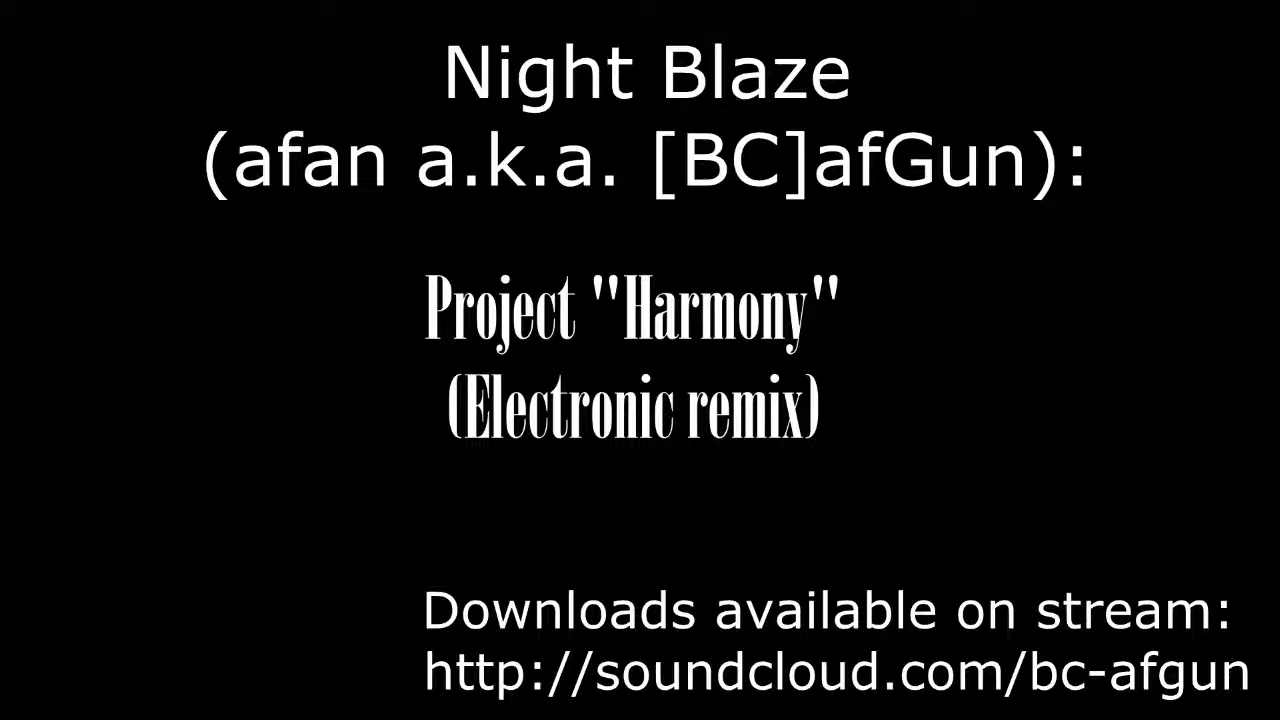 Night Blaze
(afan a.k.a. [BC]afGun):
Project "Harmony"
(Electronic remix)
Downloads available on stream:
http://soundcloud.com/bc-afgun